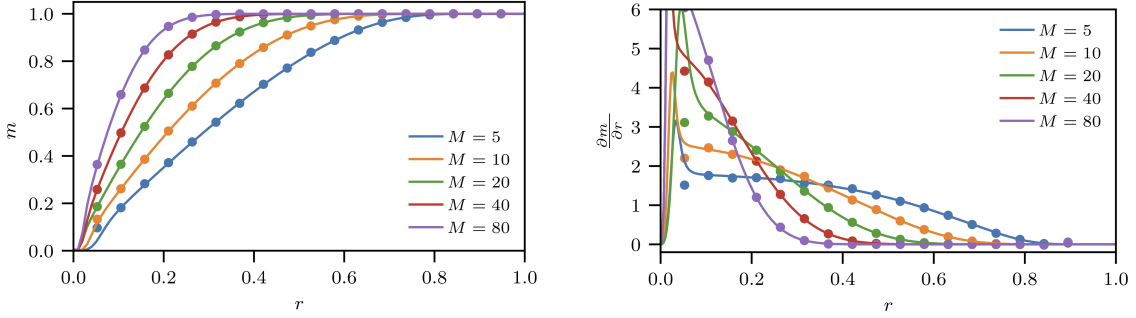 1.0
0.8
0.6
0.4
0.2
0.0
m
M = 5
M = 10
M = 20
M = 40
M = 80
0.0 0.2 0.4 0.6 0.8 1.0
r
6
5
4
3
2
1
0
∂m
∂r
M = 5
M = 10
M = 20
M = 40
M = 80
0.0 0.2 0.4 0.6 0.8 1.0
r